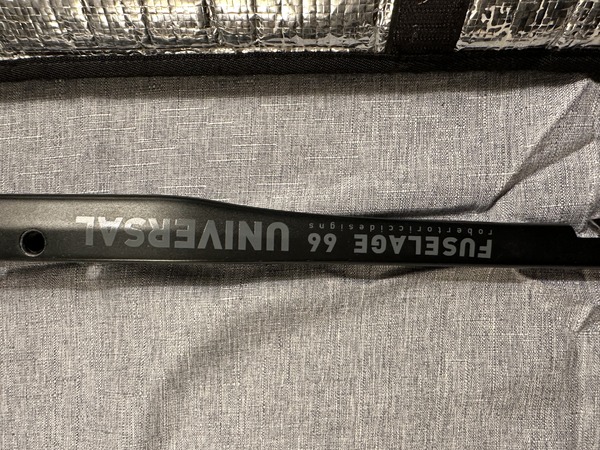 FUSELAGE 66 UNIVERSAL
robertoriccidesigns